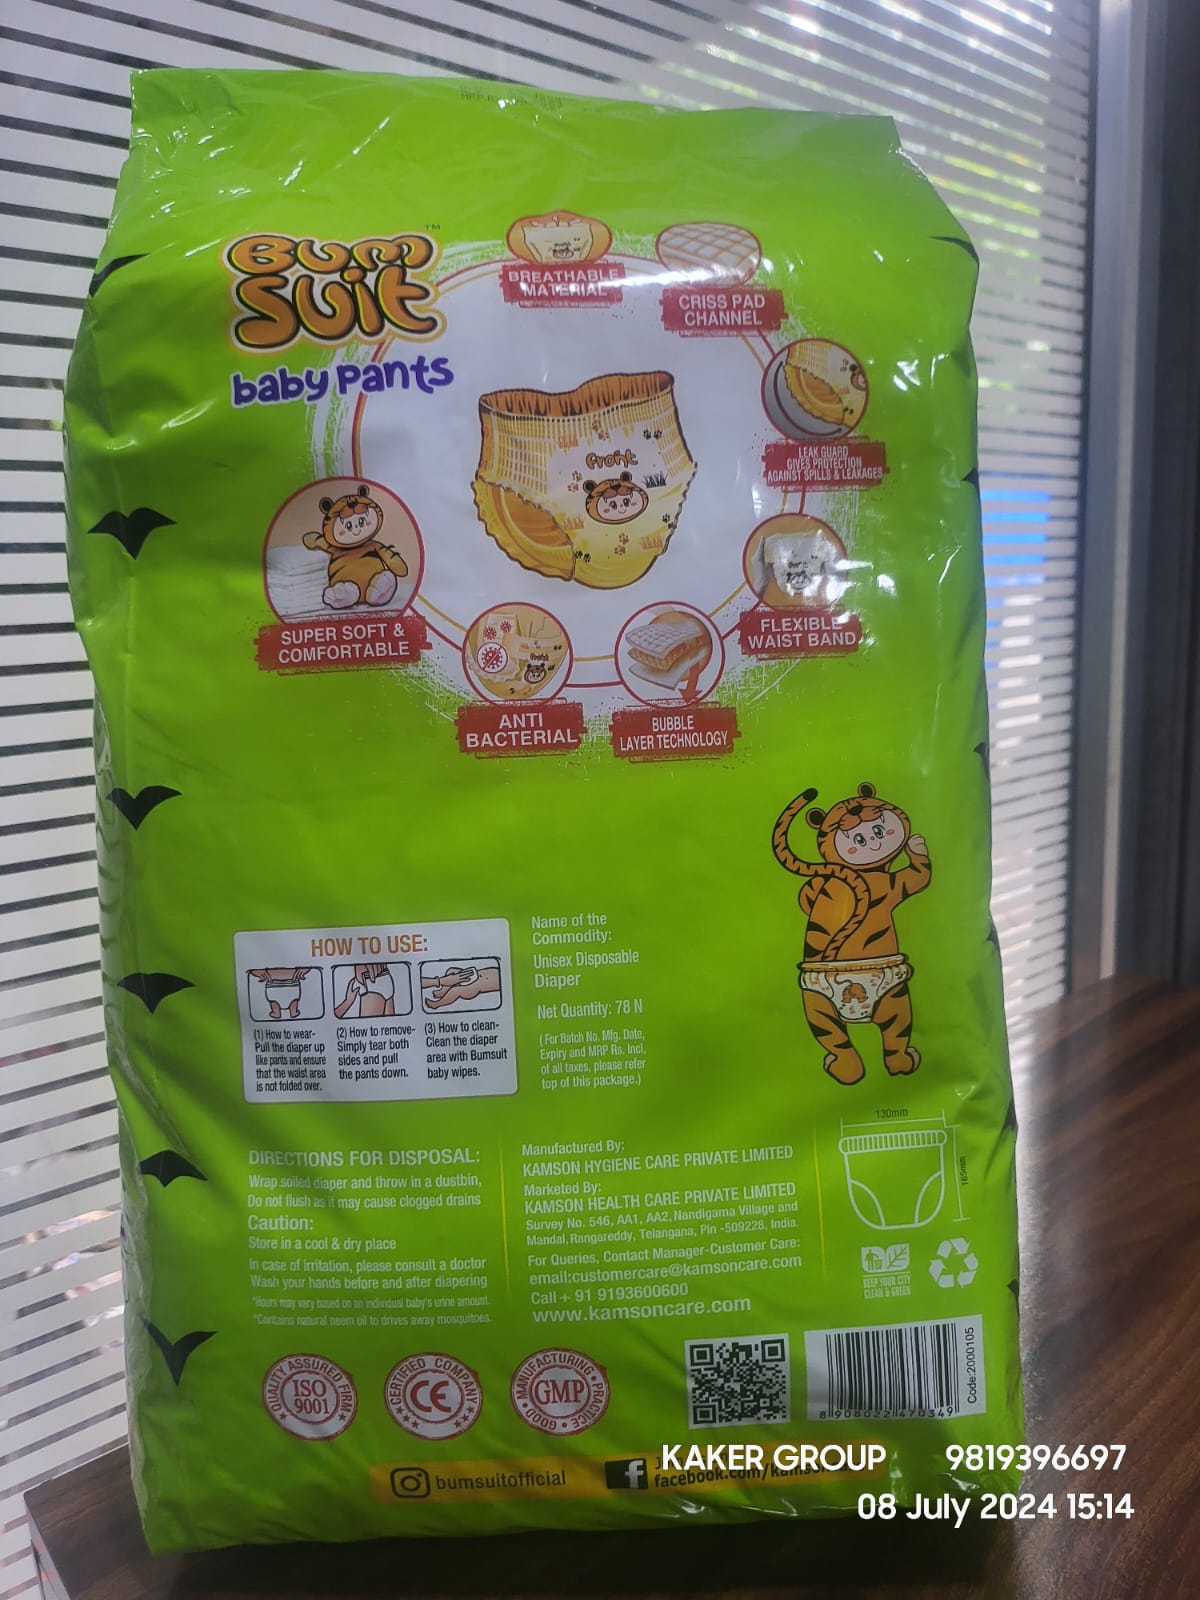 BUM
SUIT
TM
baby pants
BREATHABLE
MATERIAL
CRISS PAD
CHANNEL
LEAK GUARD
GIVES PROTECTION
AGAINST SPILLS & LEAKAGES
front
FLEXIBLE
WAIST BAND
SUPER SOFT &
COMFORTABLE
ANTI
BACTERIAL
BUBBLE
LAYER TECHNOLOGY
HOW TO USE:
(1) How to wear-
Pull the diaper up
like pants and ensure
that the waist area
is not folded over.
(2) How to remove-
Simply tear both
sides and pull
the pants down.
(3) How to clean-
Clean the diaper
area with Bumsuit
baby wipes.
Name of the
Commodity:
Unisex Disposable
Diaper
Net Quantity: 78 N
( For Batch No. Mfg. Date,
Expiry and MRP Rs. Incl.
of all taxes, please refer
top of this package.)
DIRECTIONS FOR DISPOSAL:
Wrap soiled diaper and throw in a dustbin,
Do not flush as it may cause clogged drains
Caution:
Store in a cool & dry place
In case of irritation, please consult a doctor
Wash your hands before and after diapering
*Hours may vary based on an individual baby's urine amount.
*Contains natural neem oil to drives away mosquitoes.
Manufactured By:
KAMSON HYGIENE CARE PRIVATE LIMITED
Marketed By:
KAMSON HEALTH CARE PRIVATE LIMITED
Survey No. 546, AA1, AA2, Nandigama Village and
Mandal, Rangareddy, Telangana, Pin -509228, India.
For Queries, Contact Manager-Customer Care:
email:customercare@kamsoncare.com
Call + 91 9193600600
www.kamsoncare.com
130mm
165mm
KEEP YOUR CITY
CLEAN & GREEN
QUALITY ASSURED FIRM
ISO
9001
CERTIFIED COMPANY
CE
GOOD • MANUFACTURING • PRACTICE
GMP
8 908022 470349
Code:2000105
bumsuitofficial
facebook.com/
KAKER GROUP 9819396697
08 July 2024 15:14